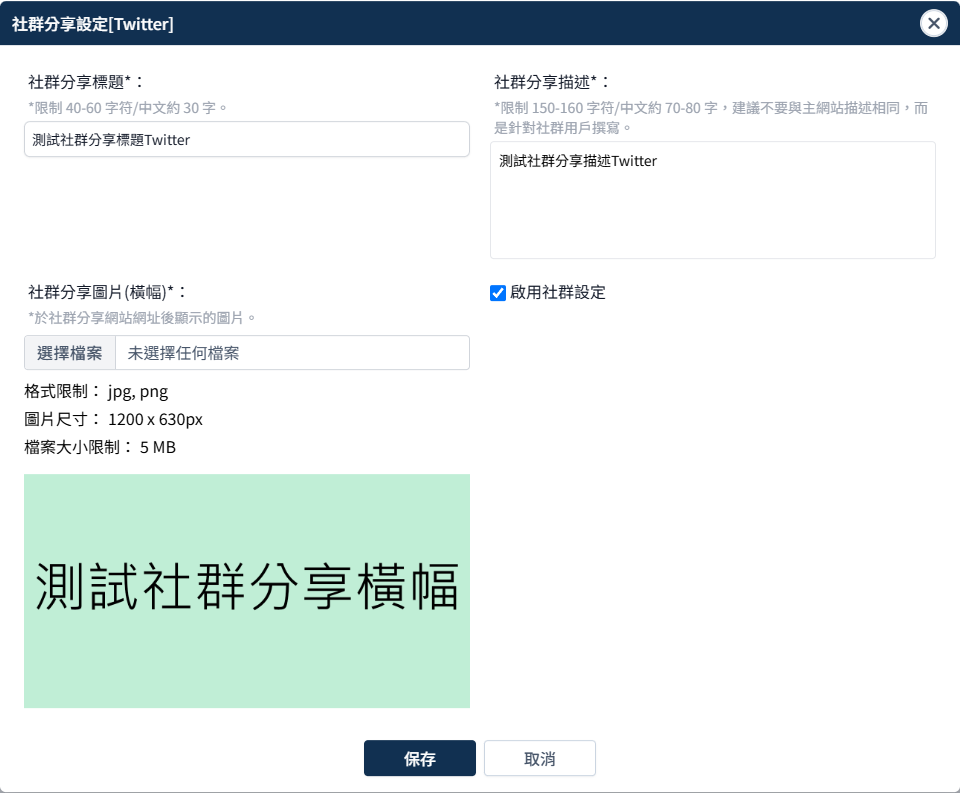 社群分享設定[Twitter]
社群分享標題*：
*限制 40-60 字符/中文約 30 字。
測試社群分享標題Twitter
社群分享描述*：
*限制 150-160 字符/中文約 70-80 字，建議不要與主網站描述相同，而
是針對社群用戶撰寫。
測試社群分享描述Twitter
社群分享圖片(橫幅)*：
*於社群分享網站網址後顯示的圖片。
選擇檔案 未選擇任何檔案
格式限制： jpg, png
圖片尺寸： 1200 x 630px
檔案大小限制： 5 MB
測試社群分享橫幅
啟用社群設定
保存 取消